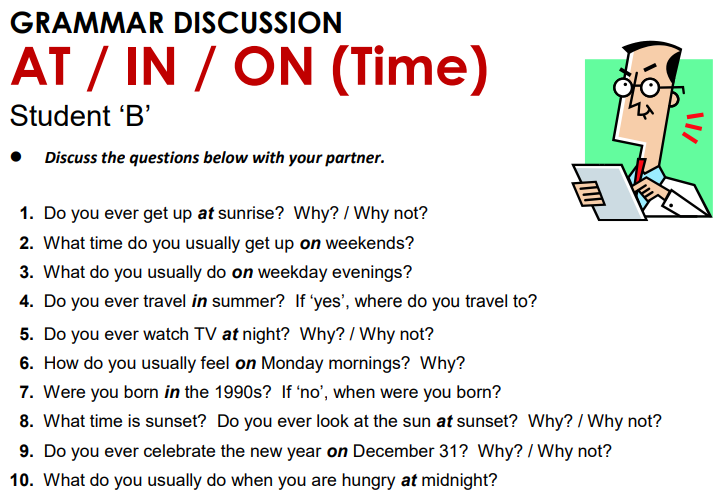 GRAMMAR DISCUSSION
AT / IN / ON (Time)
Student ‘B’
● Discuss the questions below with your partner.
1. Do you ever get up at sunrise? Why? / Why not?
2. What time do you usually get up on weekends?
3. What do you usually do on weekday evenings?
4. Do you ever travel in summer? If ‘yes’, where do you travel to?
5. Do you ever watch TV at night? Why? / Why not?
6. How do you usually feel on Monday mornings? Why?
7. Were you born in the 1990s? If ‘no’, when were you born?
8. What time is sunset? Do you ever look at the sun at sunset? Why? / Why not?
9. Do you ever celebrate the new year on December 31? Why? / Why not?
10. What do you usually do when you are hungry at midnight?